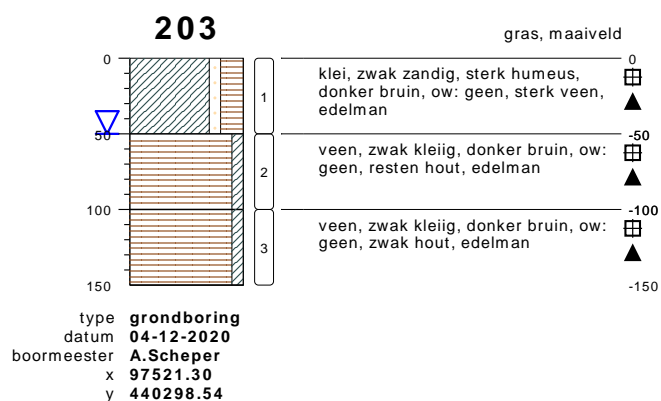 203
gras, maaiveld
0
50
100
150
1
2
3
klei, zwak zandig, sterk humeus,
donker bruin, ow: geen, sterk veen,
edelman
veen, zwak kleiig, donker bruin, ow:
geen, resten hout, edelman
veen, zwak kleiig, donker bruin, ow:
geen, zwak hout, edelman
0
-50
-100
-150
type grondboring
datum 04-12-2020
boormeester A.Scheper
x 97521.30
y 440298.54